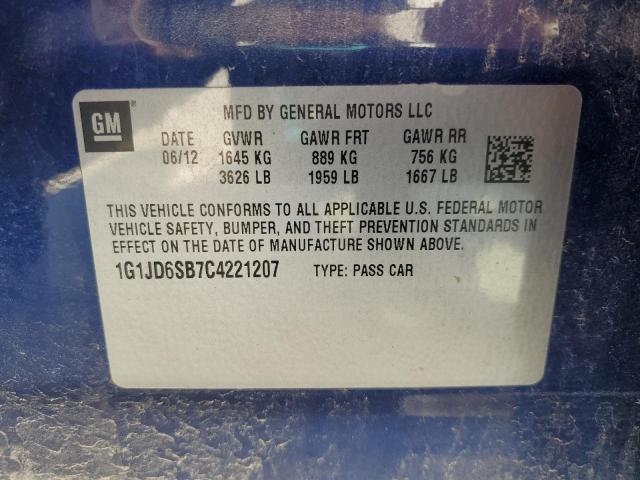 GM ®
MFD BY GENERAL MOTORS LLC
DATE GVWR GAWR FRT GAWR RR
06/12 1645 KG 889 KG 756 KG
3626 LB 1959 LB 1667 LB
THIS VEHICLE CONFORMS TO ALL APPLICABLE U.S. FEDERAL MOTOR
VEHICLE SAFETY, BUMPER, AND THEFT PREVENTION STANDARDS IN
EFFECT ON THE DATE OF MANUFACTURE SHOWN ABOVE.
1G1JD6SB7C4221207 TYPE: PASS CAR